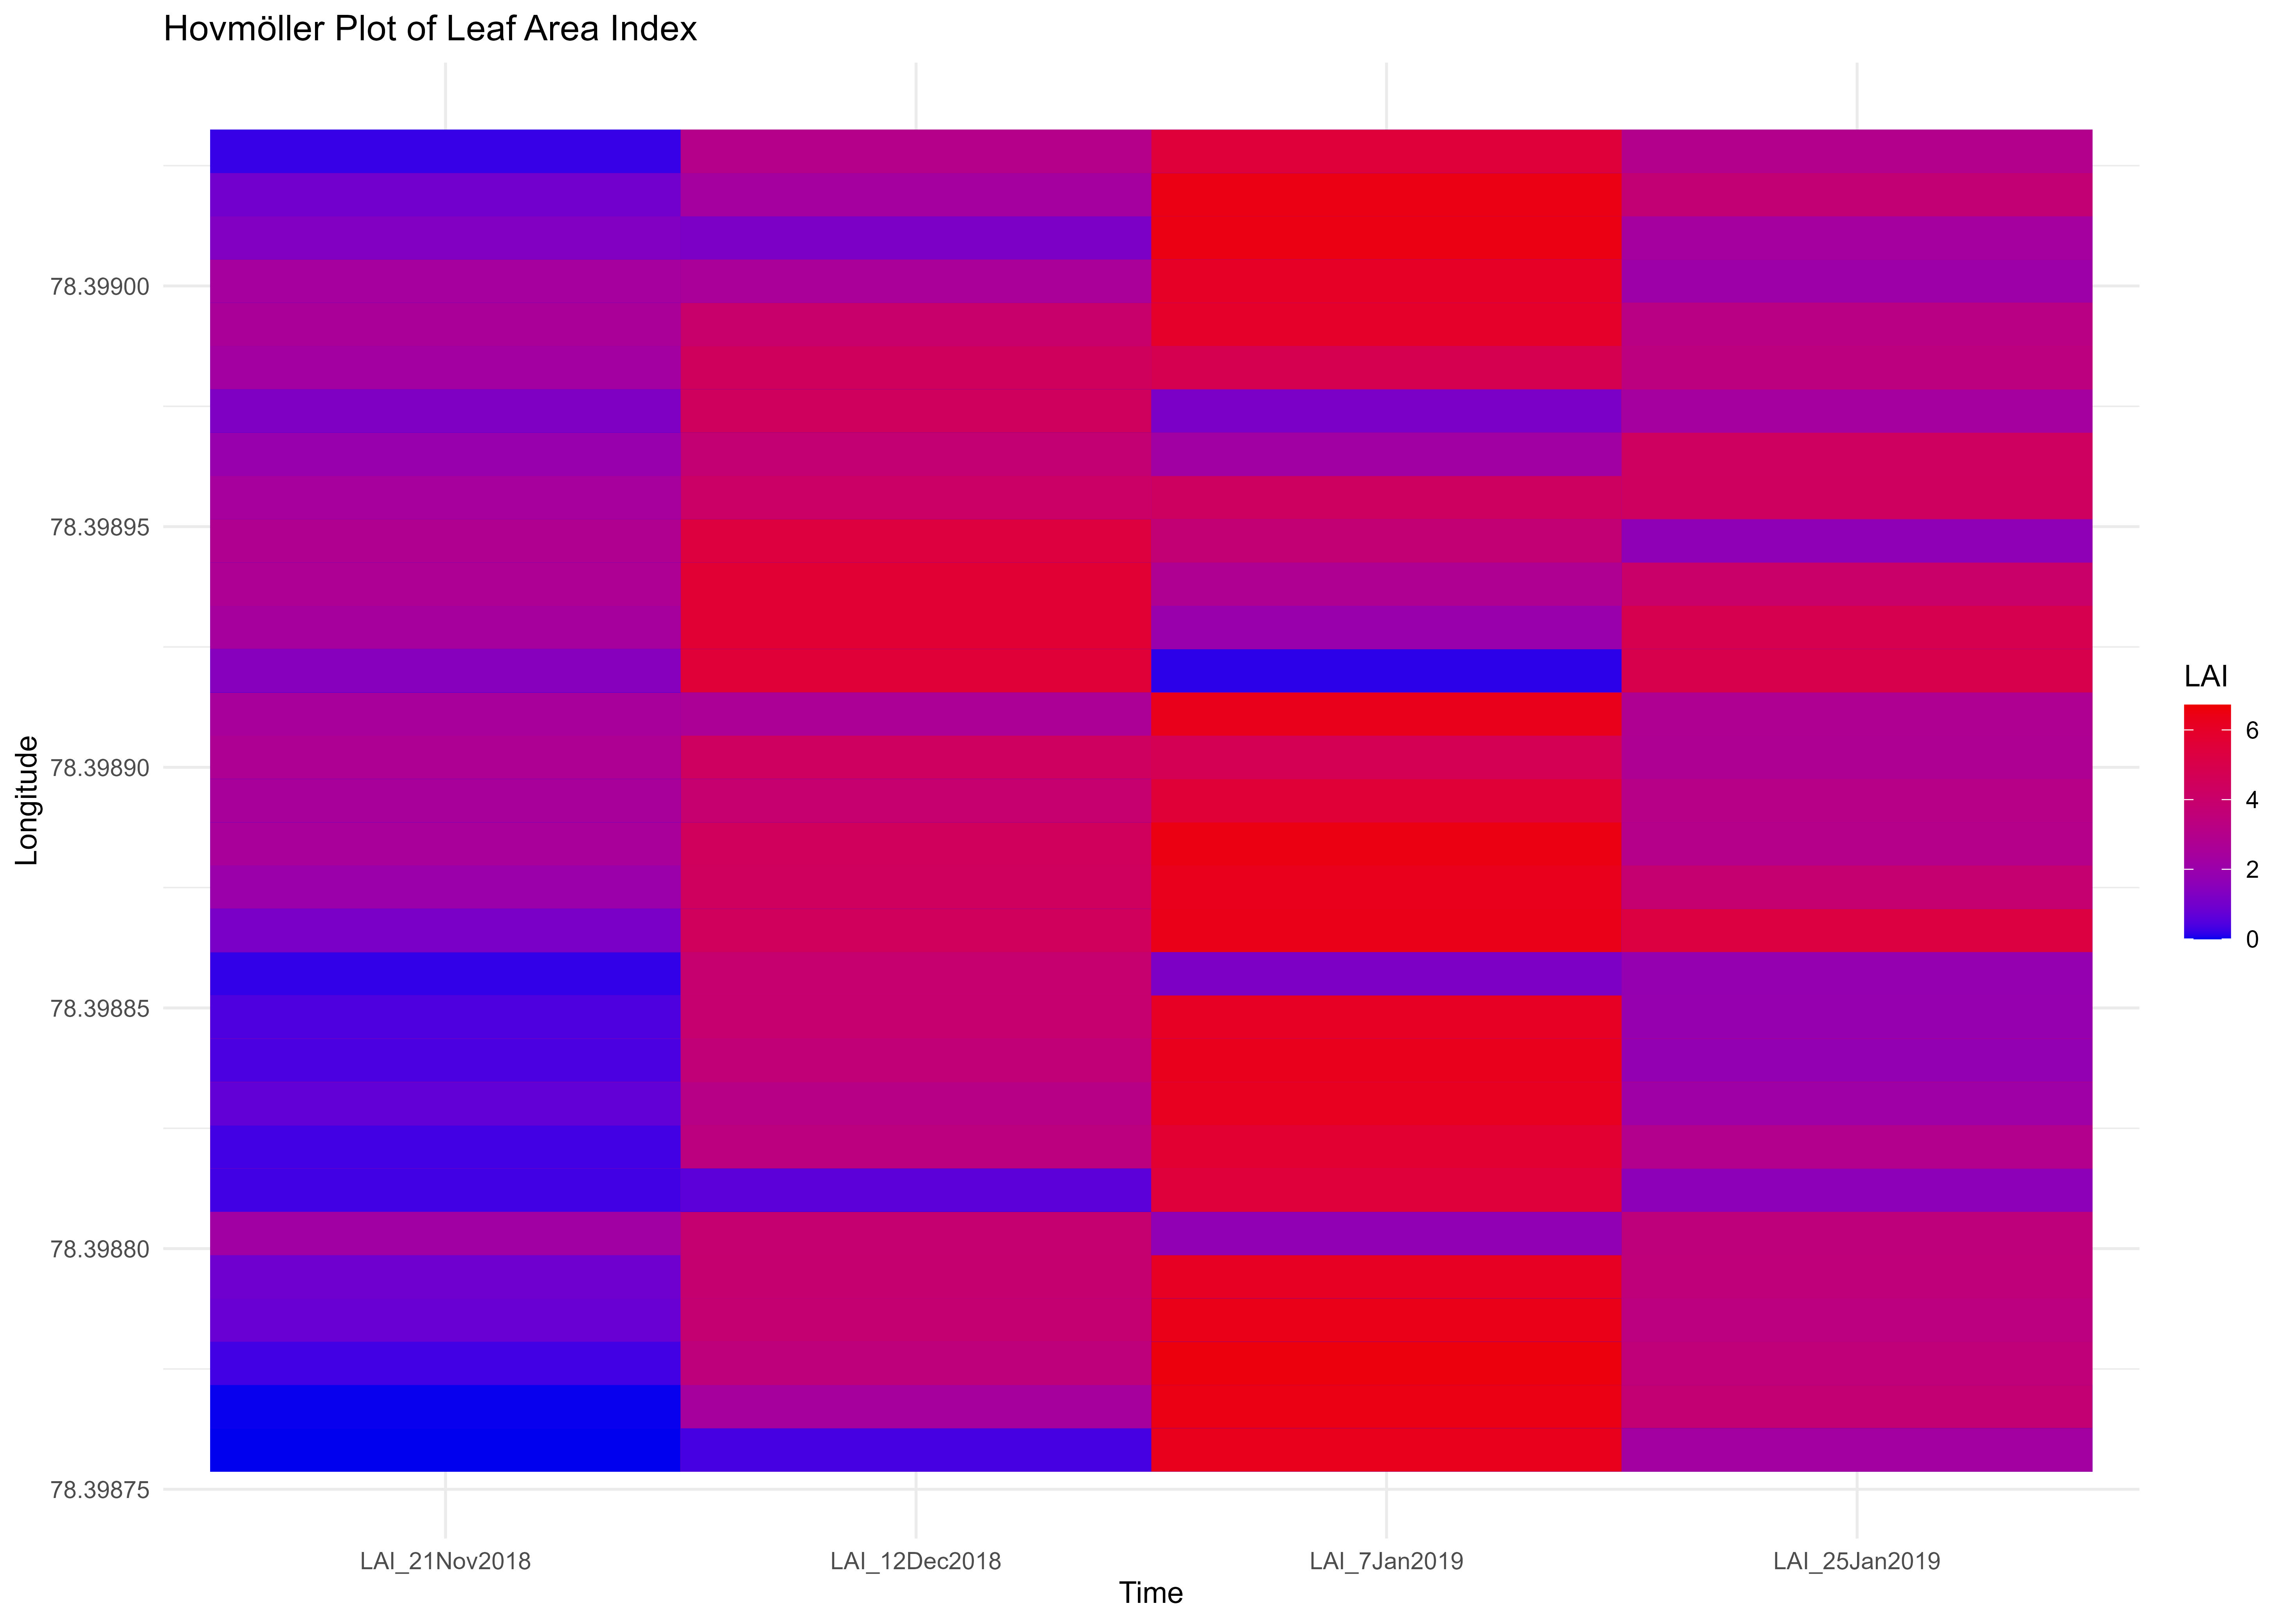 Hovmöller Plot of Leaf Area Index
78.39900
78.39895
78.39890
78.39885
78.39880
78.39875
Longitude
LAI_21Nov2018
LAI_12Dec2018
LAI_7Jan2019
LAI_25Jan2019
Time
LAI
6
4
2
0